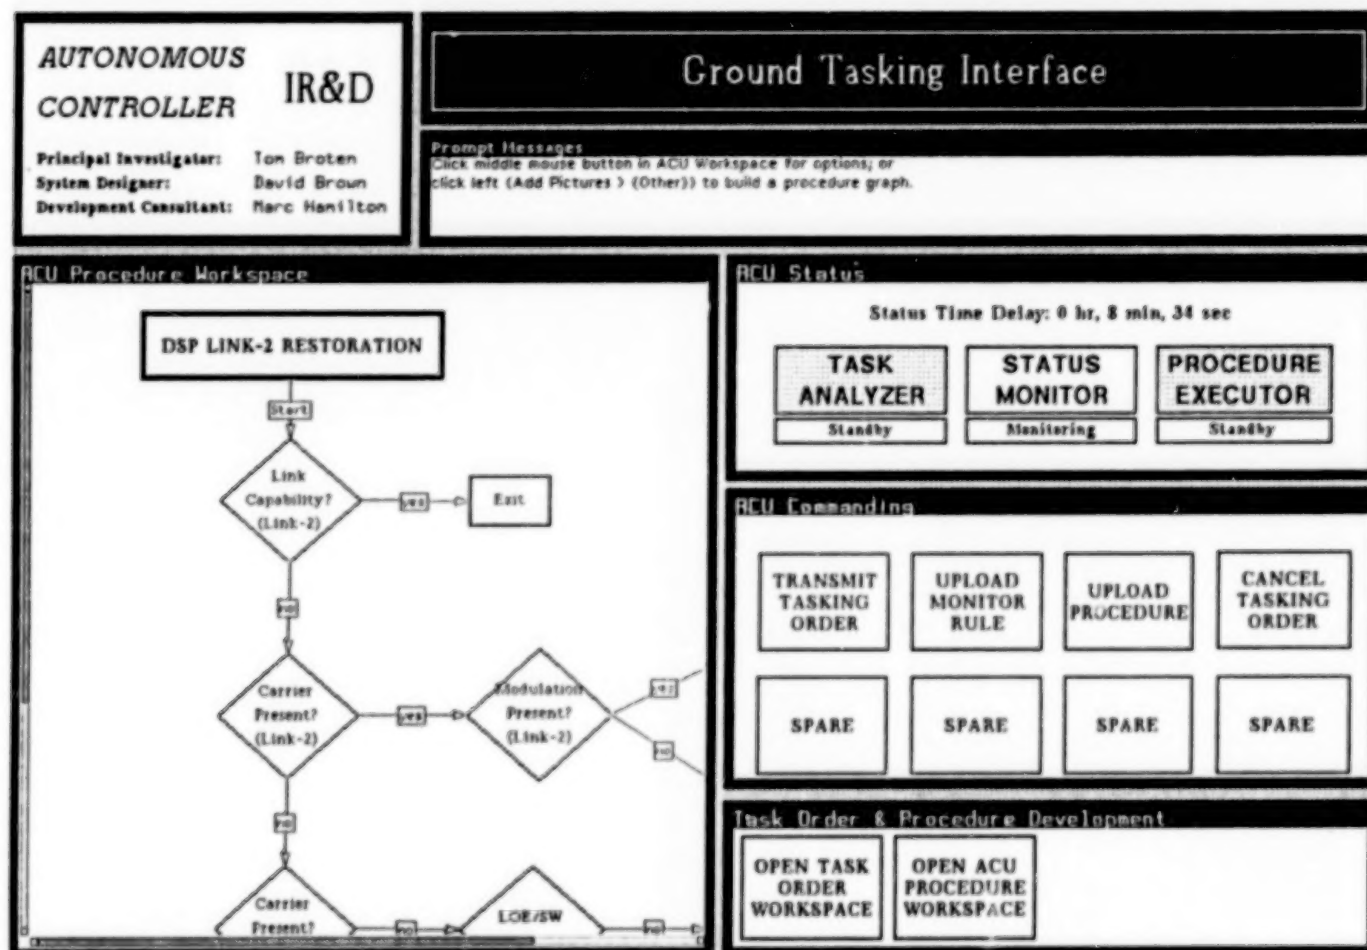 AUTONOMOUS
CONTROLLER
IR&D
Principal Investigator: Tom Broten
System Designer: David Brown
Development Consultant: Marc Hamilton
Ground Tasking Interface
Prompt Messages
Click middle mouse button in ACU Workspace for options; or
click left (Add Pictures > (Other)) to build a procedure graph.
ACU Procedure Workspace
DSP LINK-2 RESTORATION
Start
Link
Capability?
(Link-2)
yes
Exit
no
Carrier
Present?
(Link-2)
yes
Modulation
Present?
(Link-2)
yes
no
no
Carrier
Present?
no
LOE/SW
no
ACU Status
Status Time Delay: 0 hr, 8 min, 34 sec
TASK
ANALYZER
Standby
STATUS
MONITOR
Monitoring
PROCEDURE
EXECUTOR
Standby
ACU Commanding
TRANSMIT
TASKING
ORDER
UPLOAD
MONITOR
RULE
UPLOAD
PROCEDURE
CANCEL
TASKING
ORDER
SPARE
SPARE
SPARE
SPARE
Task Order & Procedure Development
OPEN TASK
ORDER
WORKSPACE
OPEN ACU
PROCEDURE
WORKSPACE